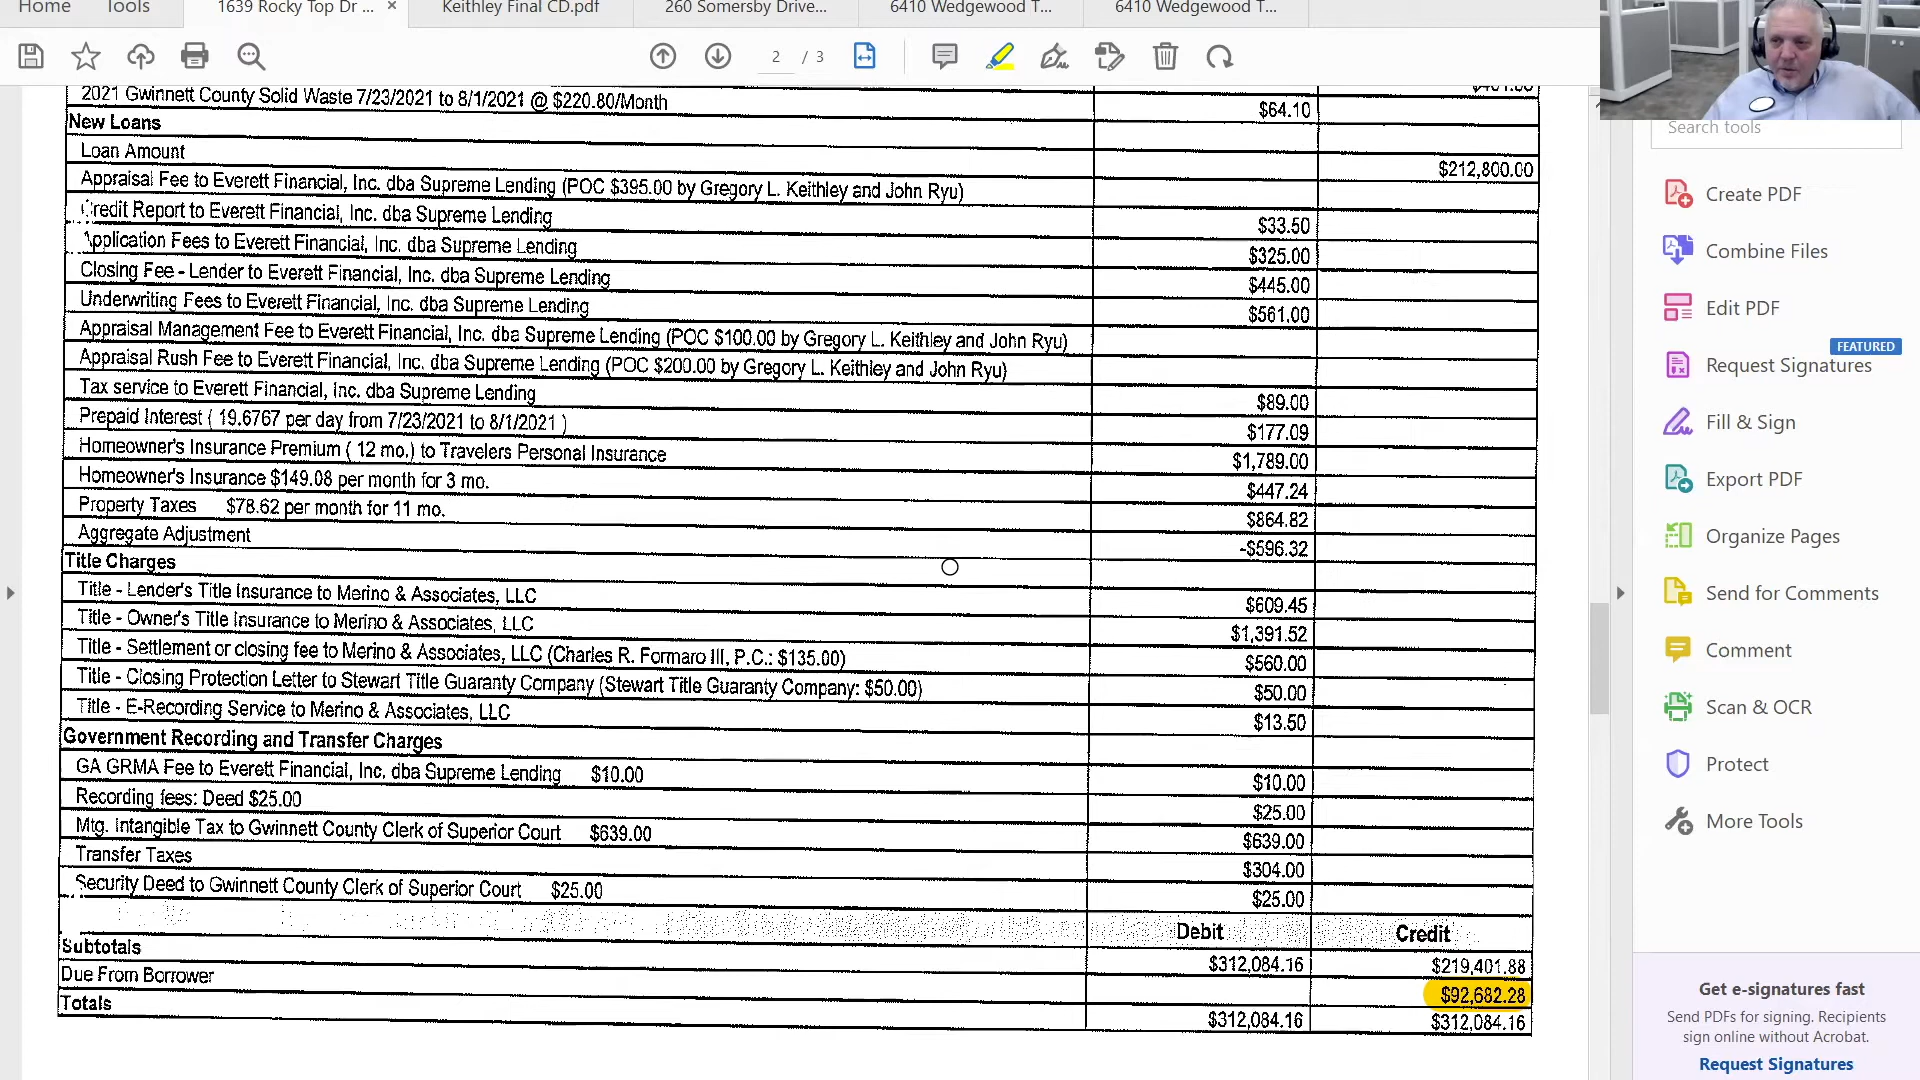 Home Tools 1639 Rocky Top Dr ... × Keithley Final CD.pdf 260 Somersby Drive... 6410 Wedgewood T... 6410 Wedgewood T...
2 / 3
2021 Gwinnett County Solid Waste 7/23/2021 to 8/1/2021 @ $220.80/Month $64.10
New Loans
Loan Amount $212,800.00
Appraisal Fee to Everett Financial, Inc. dba Supreme Lending (POC $395.00 by Gregory L. Keithley and John Ryu)
Credit Report to Everett Financial, Inc. dba Supreme Lending $33.50
Application Fees to Everett Financial, Inc. dba Supreme Lending $325.00
Closing Fee - Lender to Everett Financial, Inc. dba Supreme Lending $445.00
Underwriting Fees to Everett Financial, Inc. dba Supreme Lending $561.00
Appraisal Management Fee to Everett Financial, Inc. dba Supreme Lending (POC $100.00 by Gregory L. Keithley and John Ryu)
Appraisal Rush Fee to Everett Financial, Inc. dba Supreme Lending (POC $200.00 by Gregory L. Keithley and John Ryu)
Tax service to Everett Financial, Inc. dba Supreme Lending $89.00
Prepaid Interest ( 19.6767 per day from 7/23/2021 to 8/1/2021 ) $177.09
Homeowner's Insurance Premium ( 12 mo.) to Travelers Personal Insurance $1,789.00
Homeowner's Insurance $149.08 per month for 3 mo. $447.24
Property Taxes $78.62 per month for 11 mo. $864.82
Aggregate Adjustment -$596.32
Title Charges
Title - Lender's Title Insurance to Merino & Associates, LLC $609.45
Title - Owner's Title Insurance to Merino & Associates, LLC $1,391.52
Title - Settlement or closing fee to Merino & Associates, LLC (Charles R. Formaro III, P.C.: $135.00) $560.00
Title - Closing Protection Letter to Stewart Title Guaranty Company (Stewart Title Guaranty Company: $50.00) $50.00
Title - E-Recording Service to Merino & Associates, LLC $13.50
Government Recording and Transfer Charges
GA GRMA Fee to Everett Financial, Inc. dba Supreme Lending $10.00 $10.00
Recording fees: Deed $25.00 $25.00
Mtg. Intangible Tax to Gwinnett County Clerk of Superior Court $639.00 $639.00
Transfer Taxes $304.00
Security Deed to Gwinnett County Clerk of Superior Court $25.00 $25.00
Debit Credit
Subtotals $312,084.16 $219,401.88
Due From Borrower $92,682.28
Totals $312,084.16 $312,084.16
Search tools
Create PDF
Combine Files
Edit PDF
FEATURED
Request Signatures
Fill & Sign
Export PDF
Organize Pages
Send for Comments
Comment
Scan & OCR
Protect
More Tools
Get e-signatures fast
Send PDFs for signing. Recipients
sign online without Acrobat.
Request Signatures